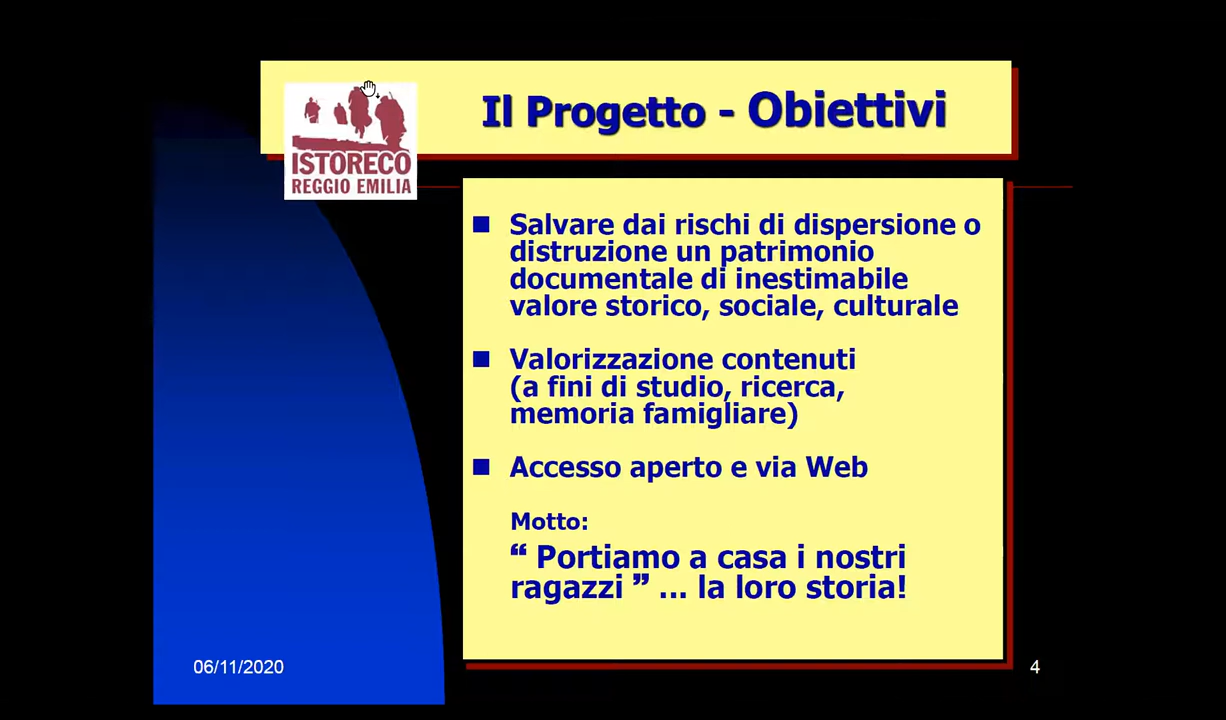 Il Progetto - Obiettivi
ISTORECO
REGGIO EMILIA
■ Salvare dai rischi di dispersione o
distruzione un patrimonio
documentale di inestimabile
valore storico, sociale, culturale
■ Valorizzazione contenuti
(a fini di studio, ricerca,
memoria famigliare)
■ Accesso aperto e via Web
Motto:
“ Portiamo a casa i nostri
ragazzi ” ... la loro storia!
06/11/2020
4